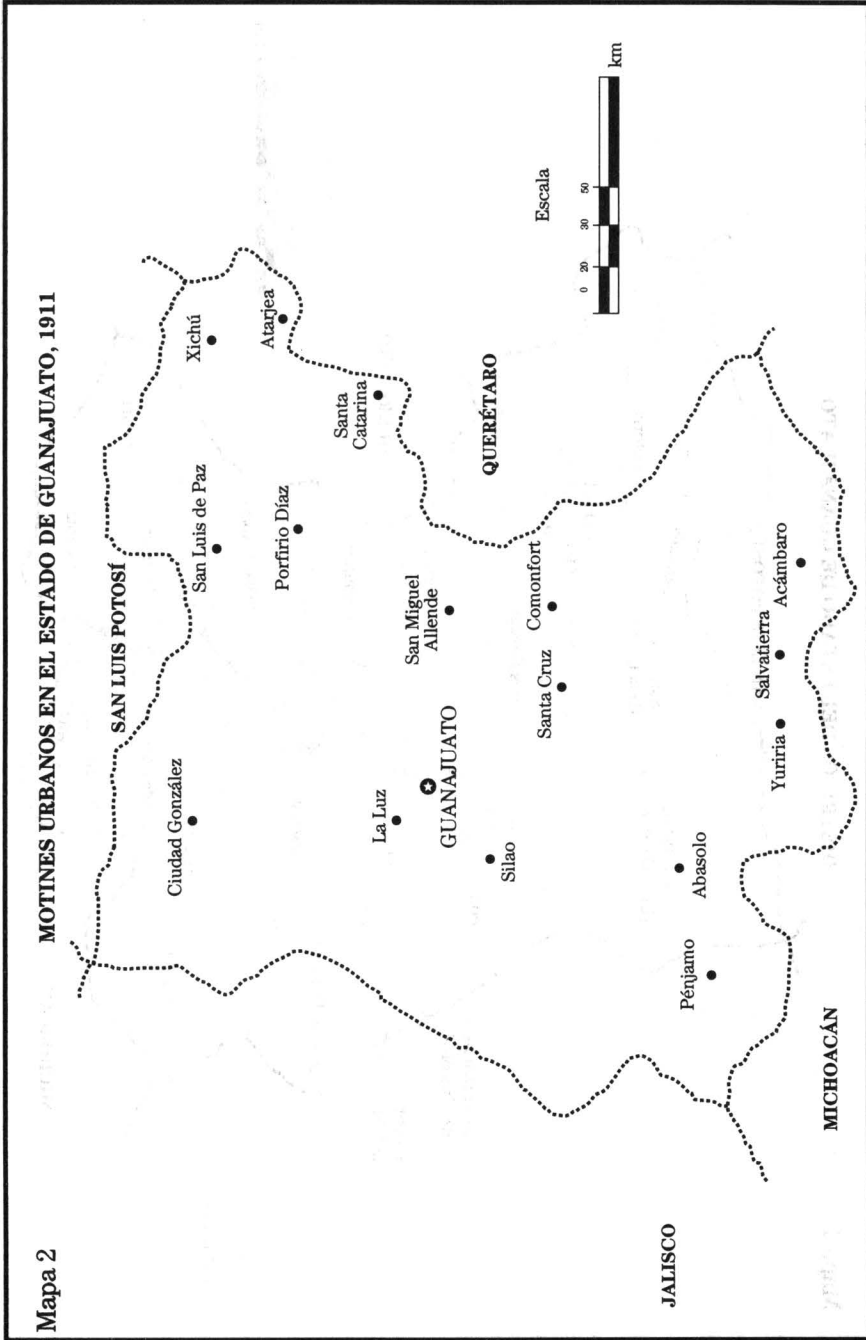 Mapa 2
MOTINES URBANOS EN EL ESTADO DE GUANAJUATO, 1911
SAN LUIS POTOSÍ
Xichú
Atarjea
Santa
Catarina
San Luis de Paz
Porfirio Díaz
Ciudad González
San Miguel
Allende
QUERÉTARO
La Luz
GUANAJUATO
Silao
Comonfort
Santa Cruz
Escala
0 20 30 50
km
Abasolo
Pénjamo
Yuriria
Salvatierra
Acámbaro
JALISCO
MICHOACÁN